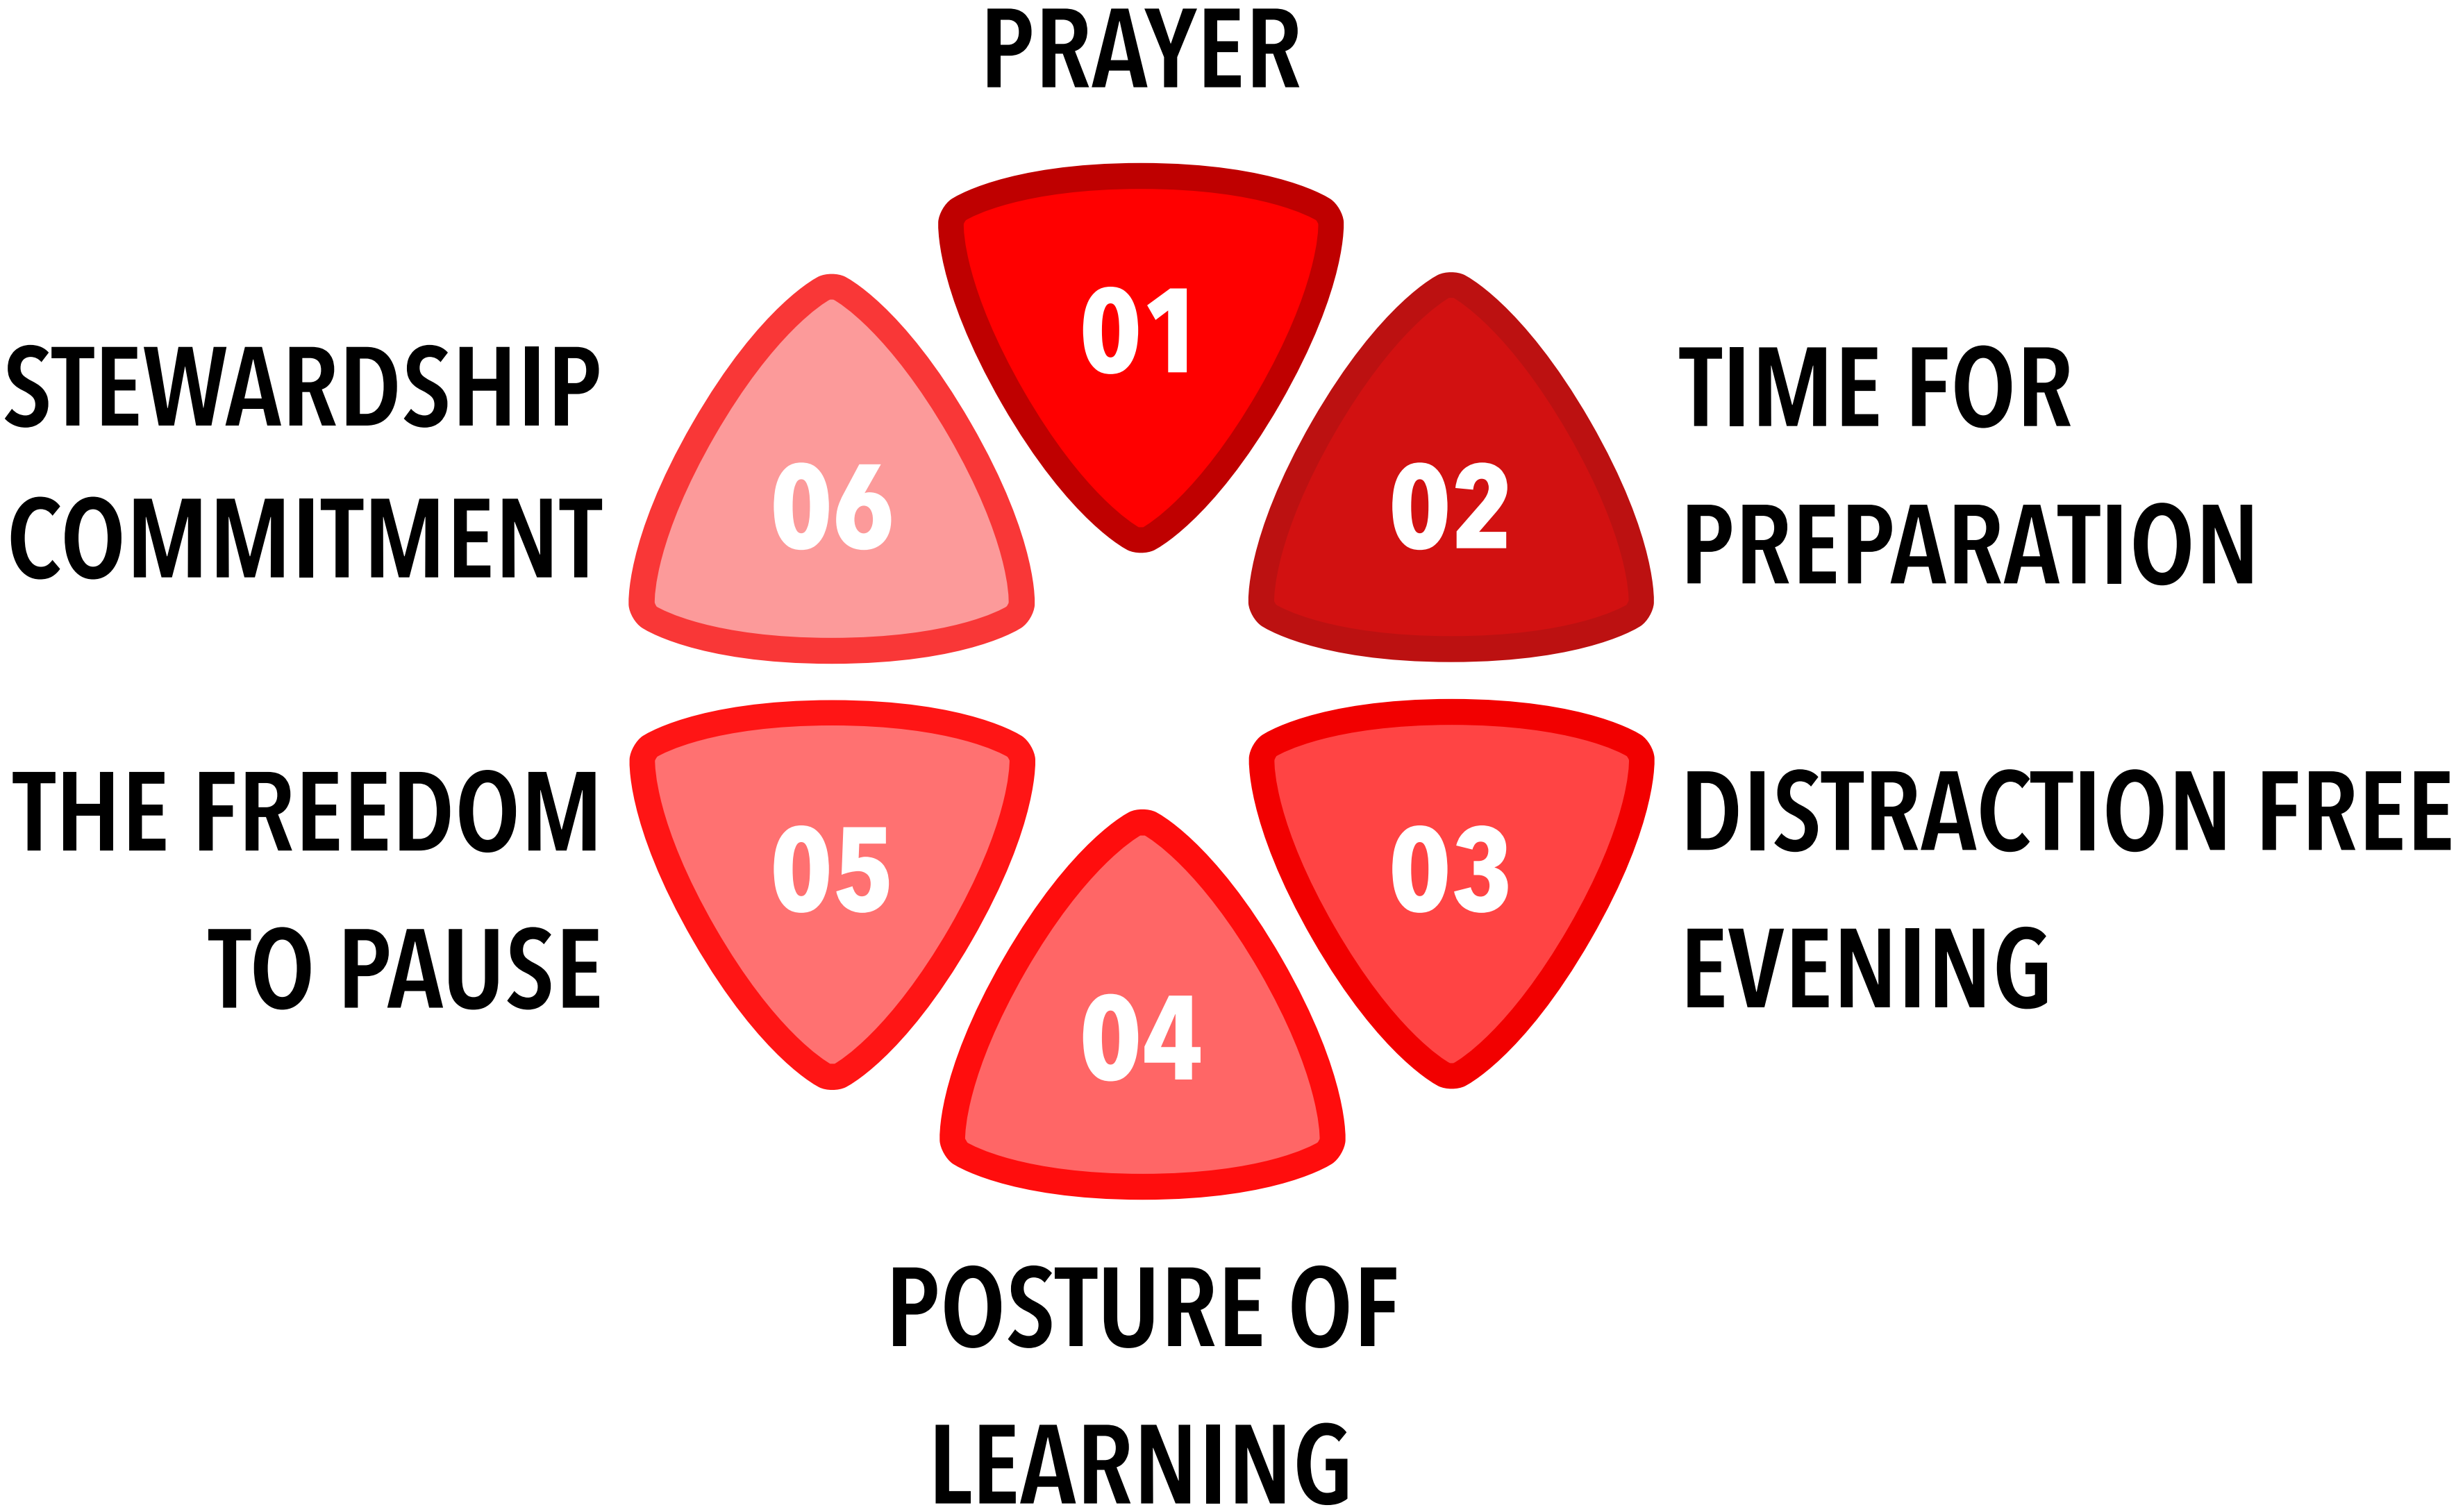 PRAYER
01
STEWARDSHIP
COMMITMENT
06
02
TIME FOR
PREPARATION
THE FREEDOM
TO PAUSE
05
03
DISTRACTION FREE
EVENING
04
POSTURE OF
LEARNING